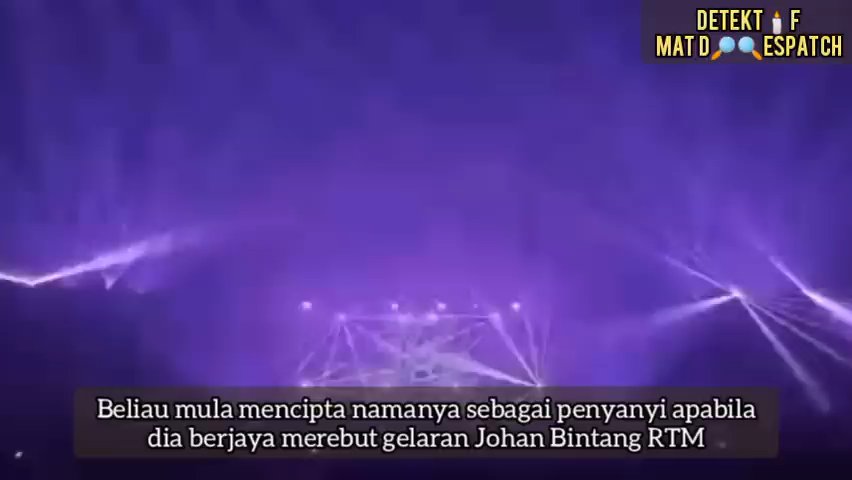 DETEKT🕯️F
MAT D🔎🔍ESPATCH
Beliau mula mencipta namanya sebagai penyanyi apabila
dia berjaya merebut gelaran Johan Bintang RTM